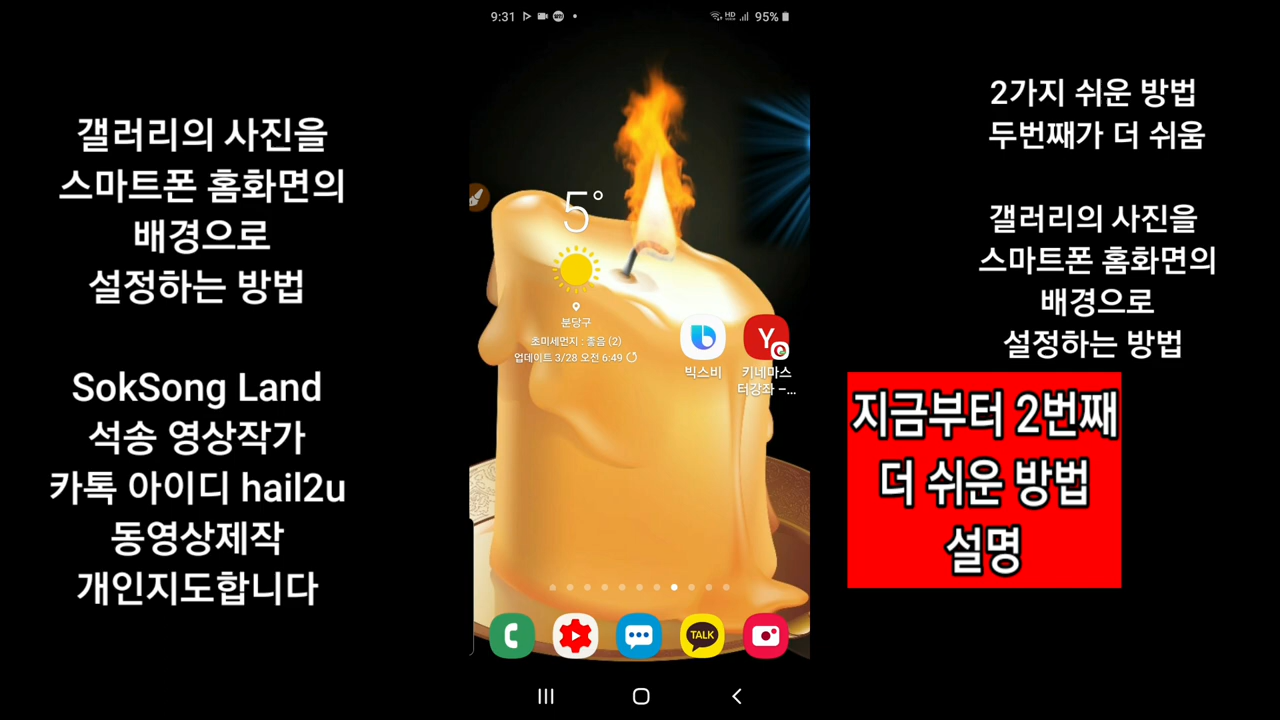 갤러리의 사진을
스마트폰 홈화면의
배경으로
설정하는 방법
SokSong Land
석송 영상작가
카톡 아이디 hail2u
동영상제작
개인지도합니다
9:31
95%
5°
분당구
초미세먼지 : 좋음 (2)
업데이트 3/28 오전 6:49
빅스비
키네마스
터강좌 –...
TALK
2가지 쉬운 방법
두번째가 더 쉬움
갤러리의 사진을
스마트폰 홈화면의
배경으로
설정하는 방법
지금부터 2번째
더 쉬운 방법
설명